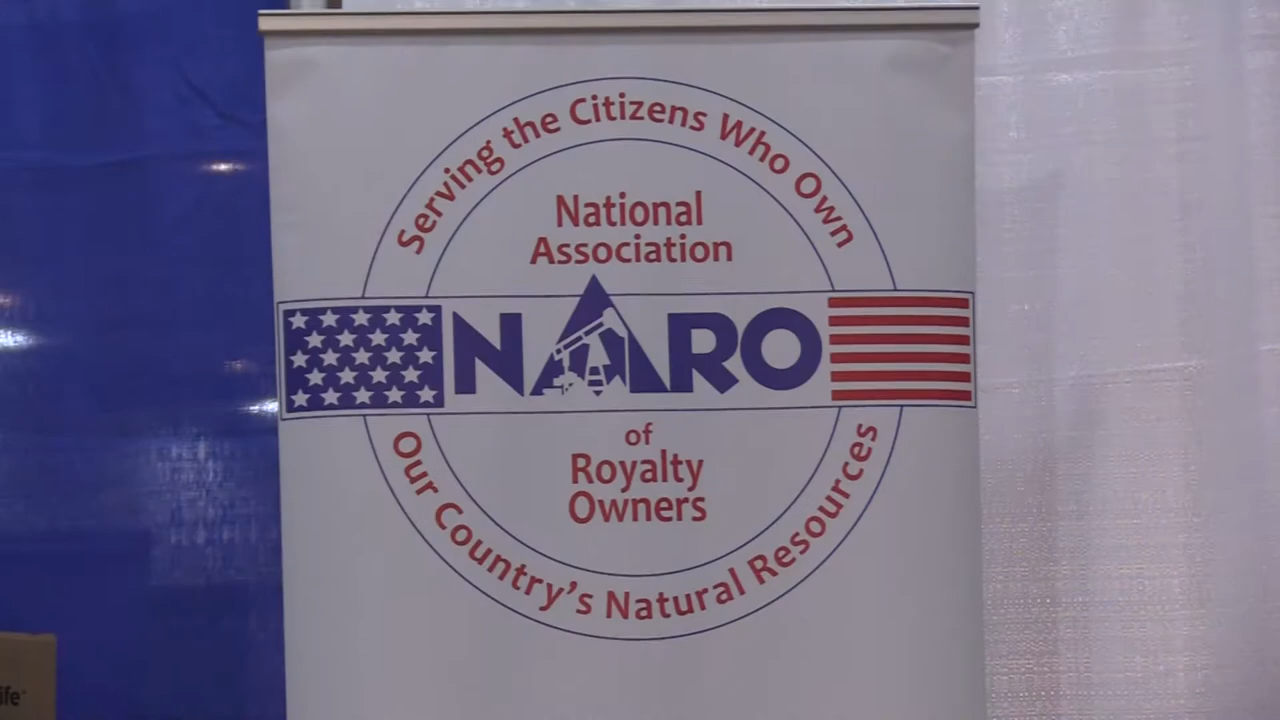 Serving the Citizens Who Own
National
Association
NARO
of
Royalty
Owners
Our Country's Natural Resources